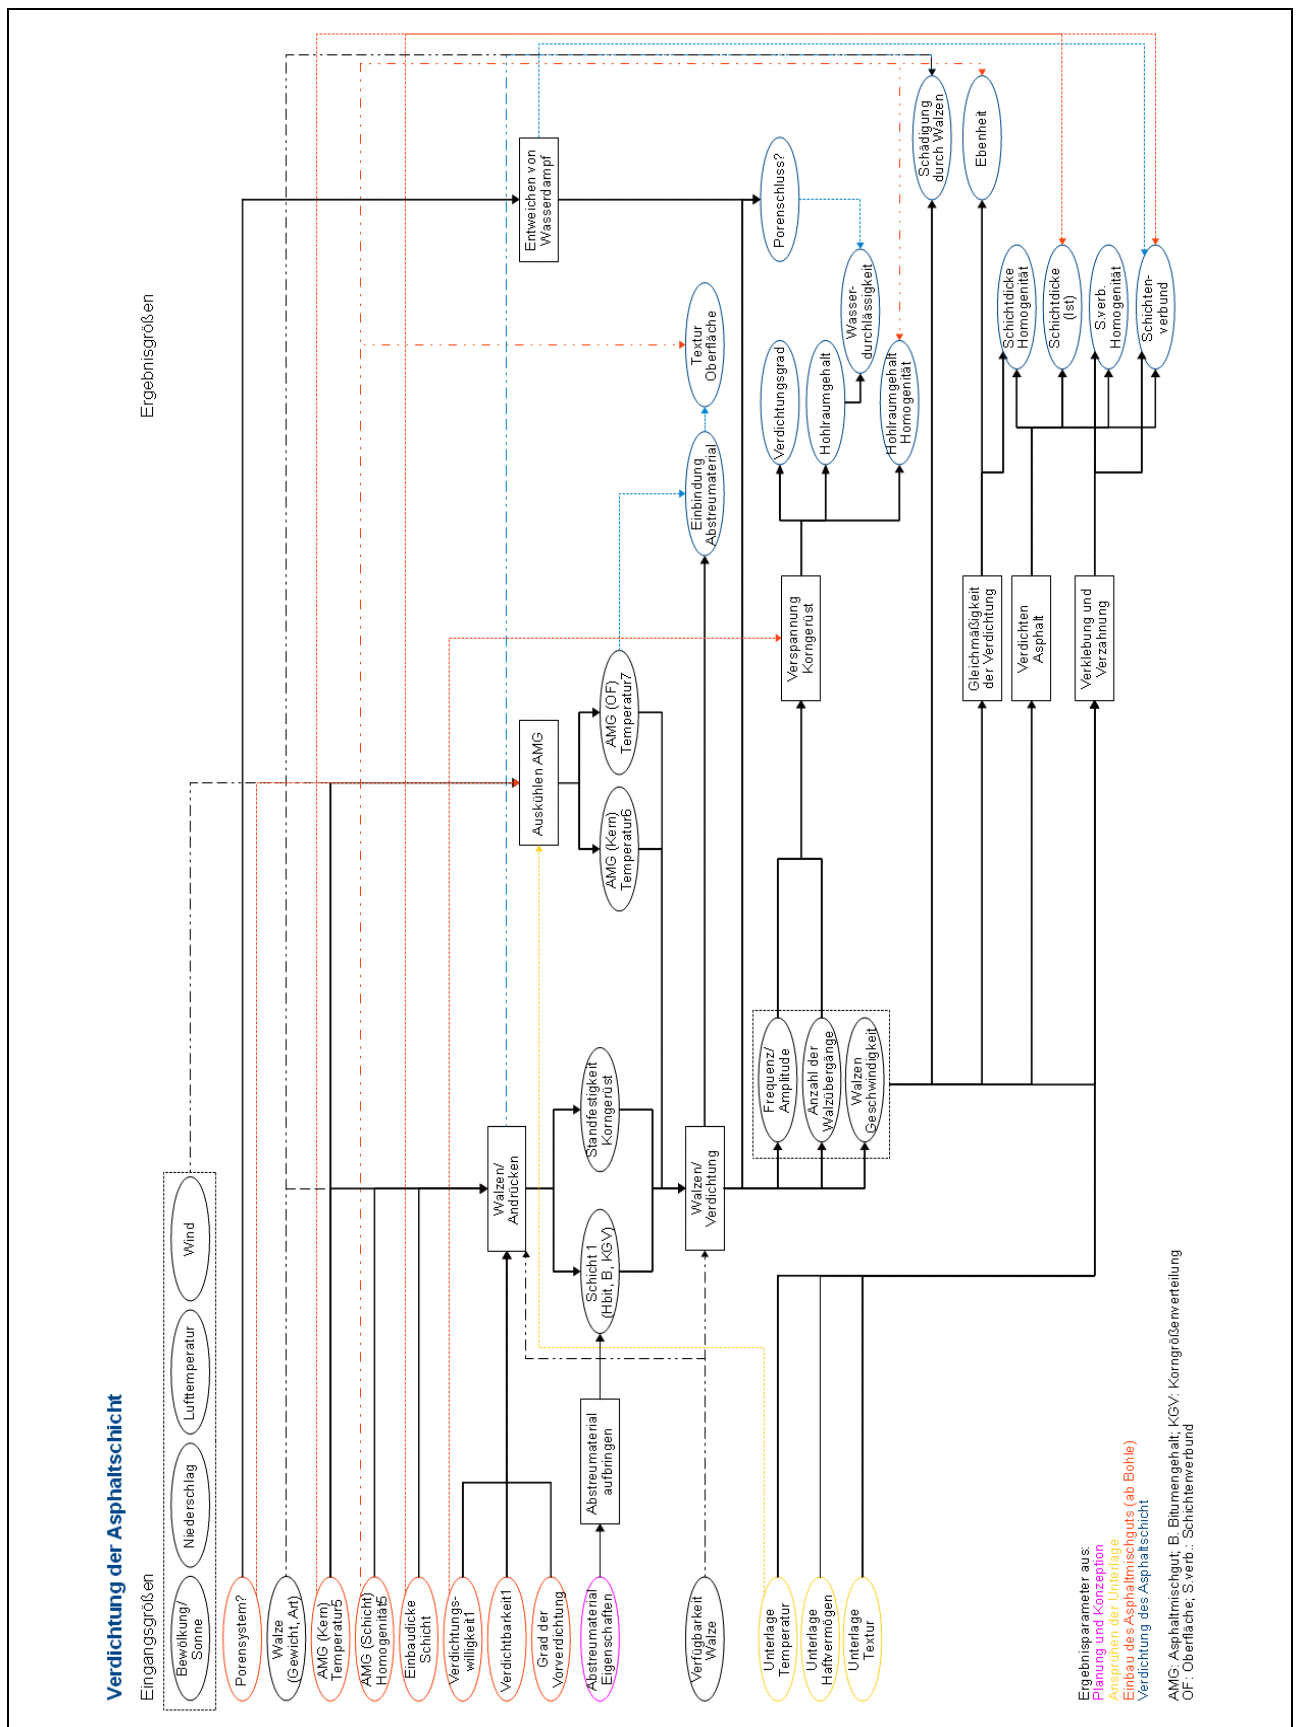 Verdichtung der Asphaltschicht
Eingangsgrößen
Ergebnisgrößen
Bewölkung/
Sonne
Niederschlag
Lufttemperatur
Wind
Porensystem?
Entweichen von
Wasserdampf
Walze
(Gewicht, Art)
AMG (Kern)
Temperatur5
AMG (Schicht)
Homogenität5
Einbaudicke
Schicht
Verdichtungs-
willigkeit1
Verdichtbarkeit1
Grad der
Vorverdichtung
Walzen/
Andrücken
Auskühlen AMG
Abstreumaterial
Eigenschaften
Abstreumaterial
aufbringen
Schicht 1
(Hbit, B, KGV)
Standfestigkeit
Korngerüst
AMG (Kern)
Temperatur6
AMG (OF)
Temperatur7
Verfügbarkeit
Walze
Walzen/
Verdichtung
Einbindung
Abstreumaterial
Textur
Oberfläche
Unterlage
Temperatur
Unterlage
Haftvermögen
Unterlage
Textur
Frequenz/
Amplitude
Anzahl der
Walzübergänge
Walzen
Geschwindigkeit
Verspannung
Korngerüst
Verdichtungsgrad
Hohlraumgehalt
Hohlraumgehalt
Homogenität
Porenschluss?
Wasser-
durchlässigkeit
Schädigung
durch Walzen
Ebenheit
Gleichmäßigkeit
der Verdichtung
Verdichten
Asphalt
Verklebung und
Verzahnung
Schichtdicke
Homogenität
Schichtdicke
(Ist)
S.verb.
Homogenität
Schichten-
verbund
Ergebnisparameter aus:
Planung und Konzeption
Ansprühen der Unterlage
Einbau des Asphaltmischguts (ab Bohle)
Verdichtung des Asphaltschicht
AMG: Asphaltmischgut; B. Bitumengehalt; KGV: Korngrößenverteilung
OF: Oberfläche; S.verb.: Schichtenverbund